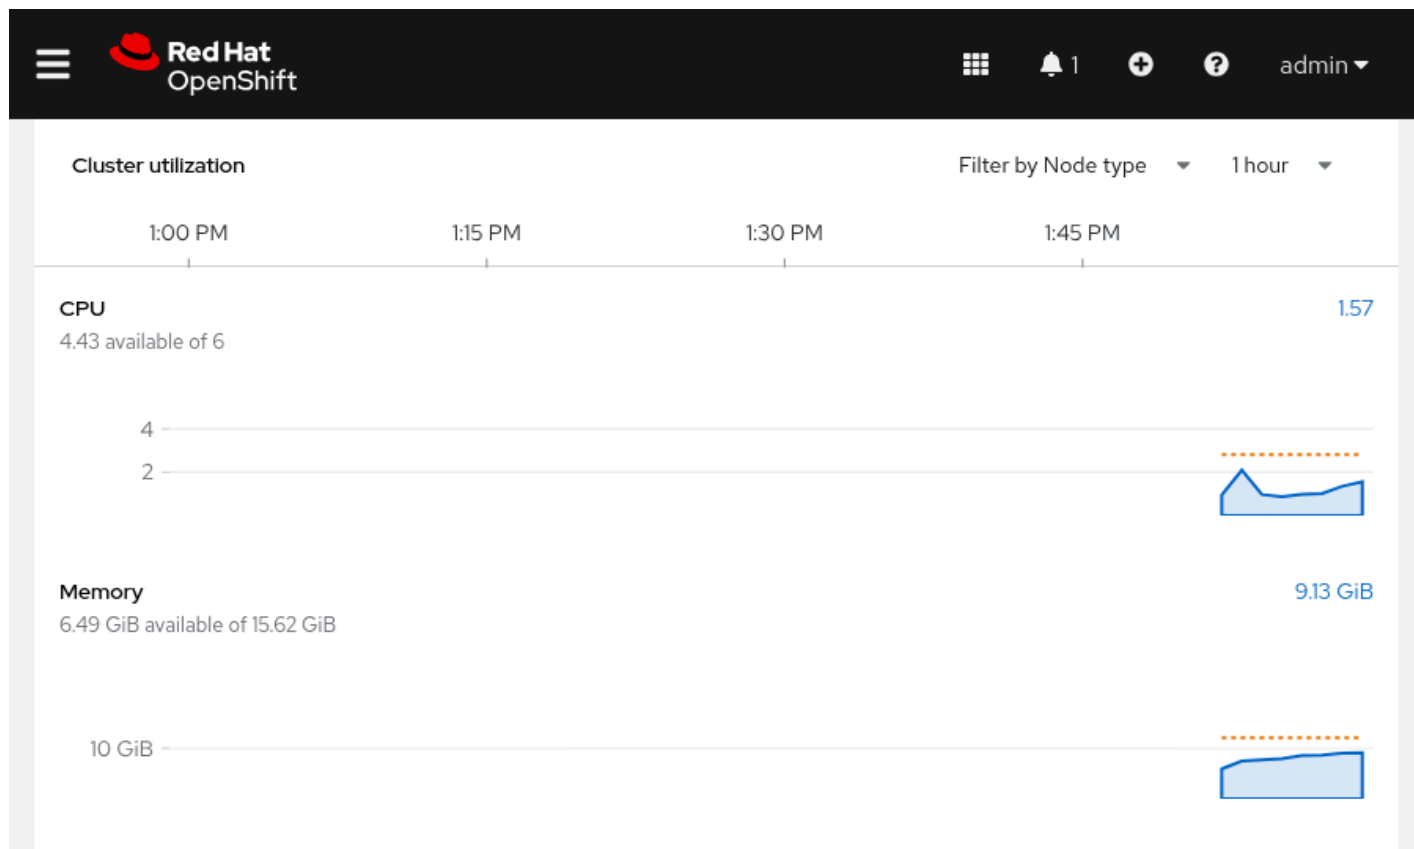 Red Hat
OpenShift
1
admin
Cluster utilization
Filter by Node type
1 hour
1:00 PM
1:15 PM
1:30 PM
1:45 PM
CPU
1.57
4.43 available of 6
4
2
Memory
9.13 GiB
6.49 GiB available of 15.62 GiB
10 GiB